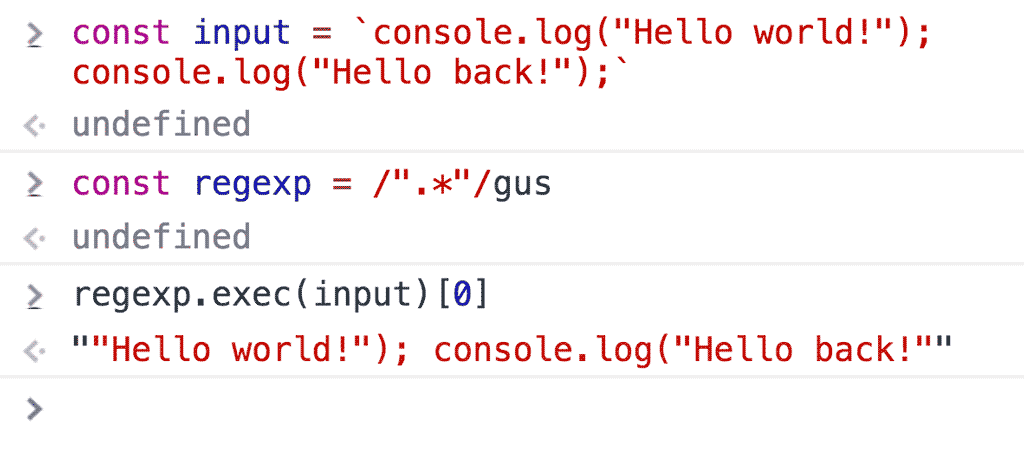 > const input = `console.log("Hello world!");
console.log("Hello back!");`
<· undefined
> const regexp = /".*"/gus
<· undefined
> regexp.exec(input)[0]
<· ""Hello world!"); console.log("Hello back!""
>